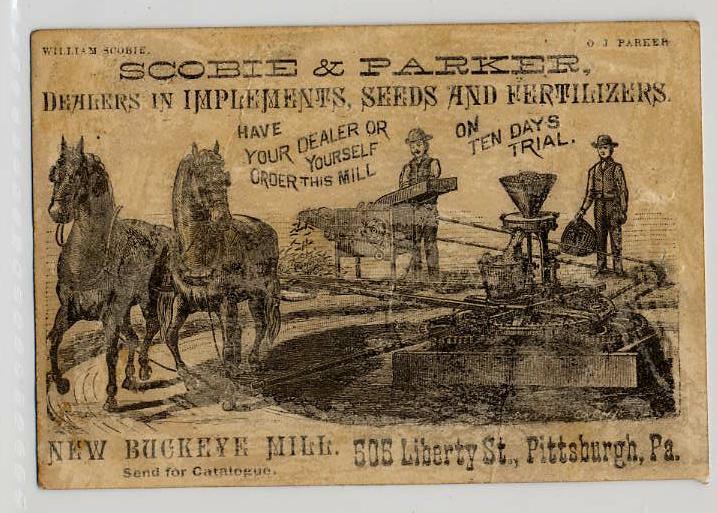 WILLIAM SCOBIE. O. J. PARKER
SCOBIE & PARKER,
DEALERS IN IMPLEMENTS, SEEDS AND FERTILIZERS.
HAVE YOUR DEALER OR YOURSELF ORDER THIS MILL
ON TEN DAYS TRIAL.
NEW BUCKEYE MILL. 505 Liberty St., Pittsburgh, Pa.
Send for Catalogue.